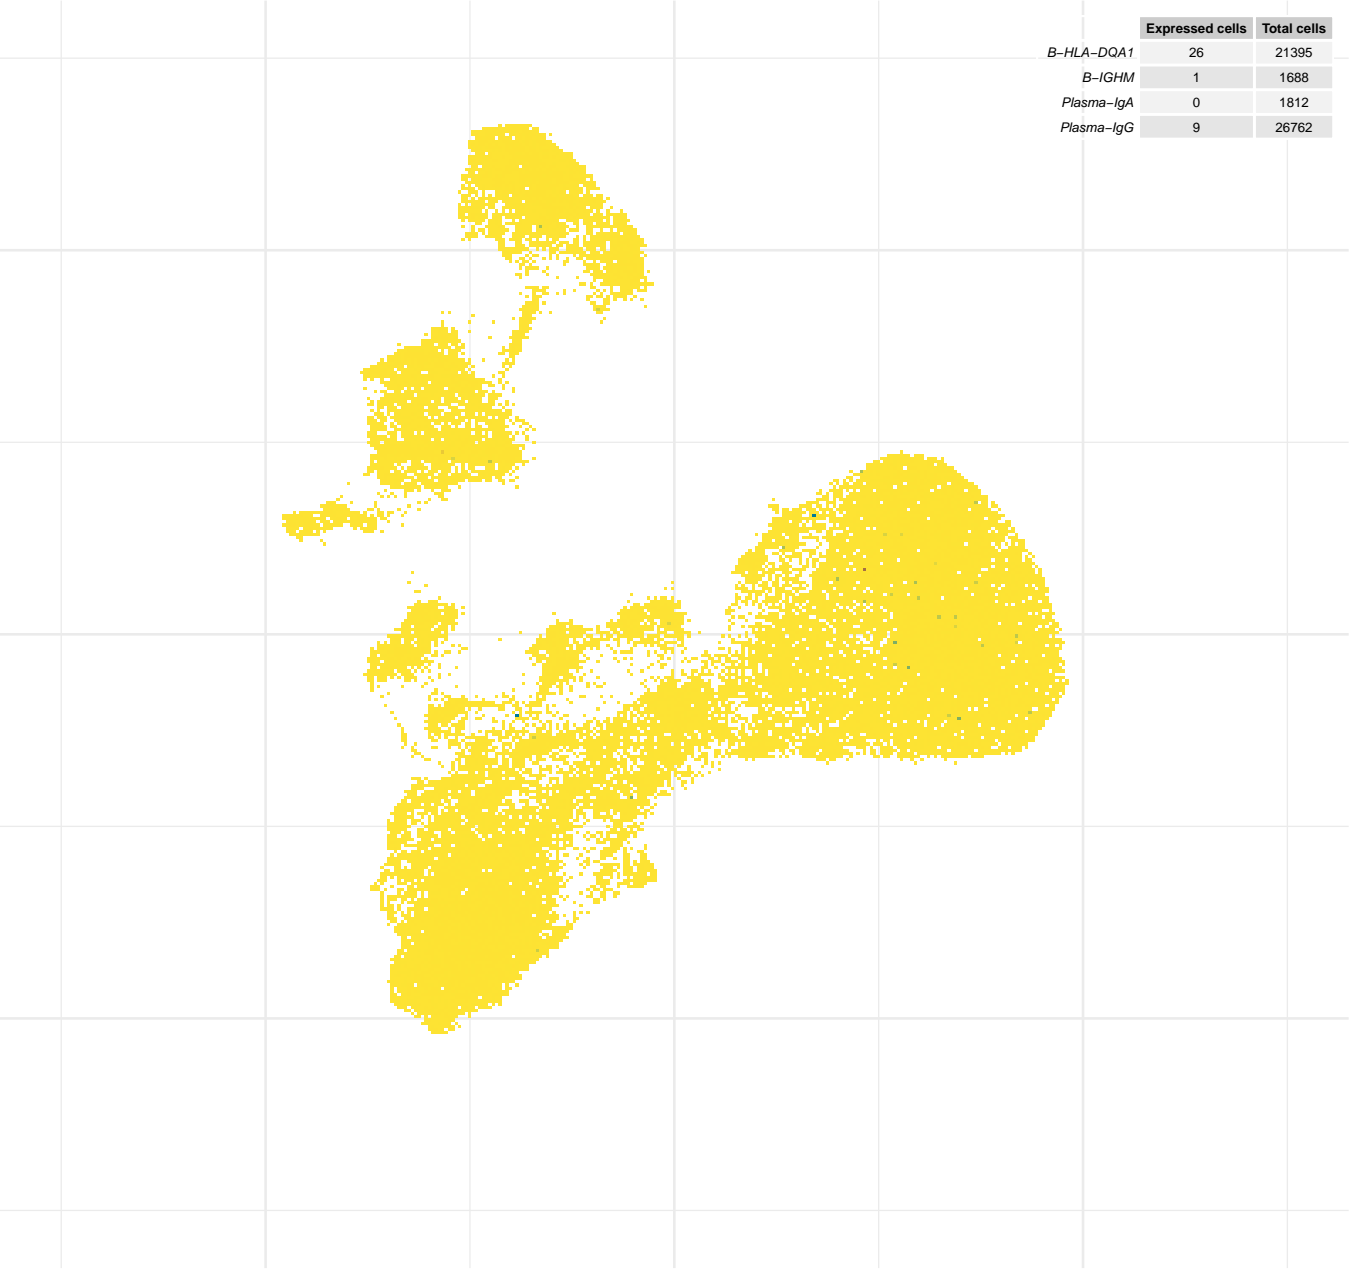 Expressed cells Total cells
B−HLA−DQA1 26 21395
B−IGHM 1 1688
Plasma−IgA 0 1812
Plasma−IgG 9 26762